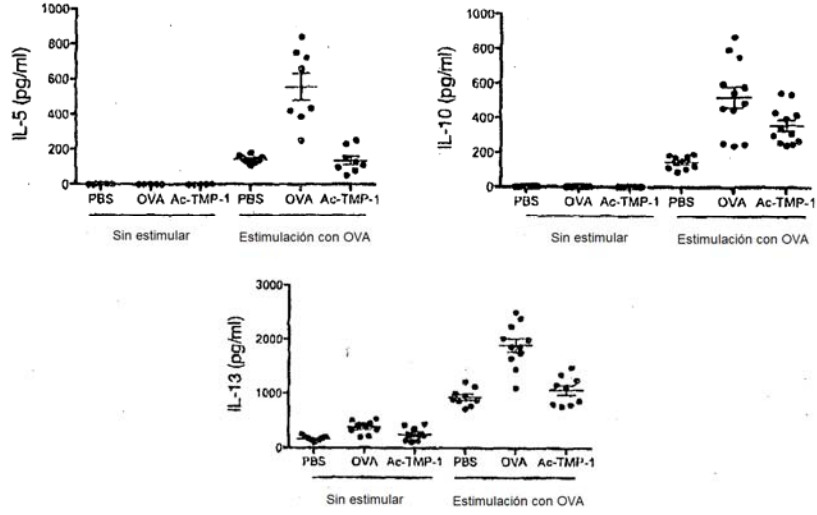 IL-5 (pg/ml)
1000
800
600
400
200
0
PBS OVA Ac-TMP-1 PBS OVA Ac-TMP-1
Sin estimular Estimulación con OVA
IL-10 (pg/ml)
1000
800
600
400
200
0
PBS OVA Ac-TMP-1 PBS OVA Ac-TMP-1
Sin estimular Estimulación con OVA
IL-13 (pg/ml)
3000
2000
1000
0
PBS OVA Ac-TMP-1 PBS OVA Ac-TMP-1
Sin estimular Estimulación con OVA